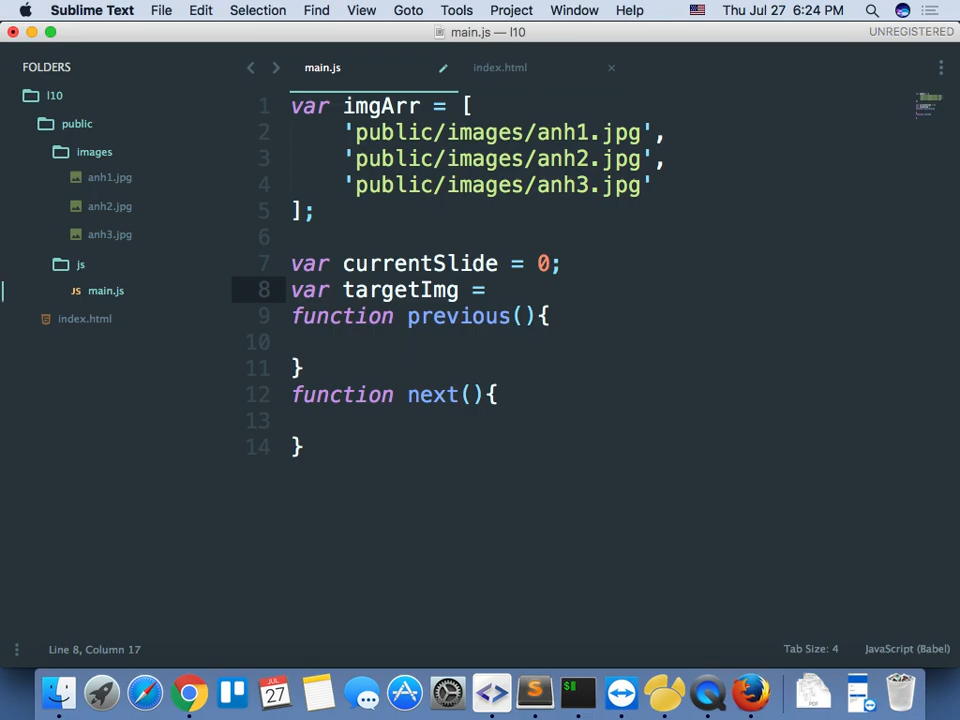 Sublime Text File Edit Selection Find View Goto Tools Project Window Help Thu Jul 27 6:24 PM
main.js — l10 UNREGISTERED
FOLDERS
l10
public
images
anh1.jpg
anh2.jpg
anh3.jpg
js
JS main.js
index.html
main.js index.html
1 var imgArr = [
2 'public/images/anh1.jpg',
3 'public/images/anh2.jpg',
4 'public/images/anh3.jpg'
5 ];
6
7 var currentSlide = 0;
8 var targetImg =
9 function previous(){
10
11 }
12 function next(){
13
14 }
Line 8, Column 17 Tab Size: 4 JavaScript (Babel)
JUL
27